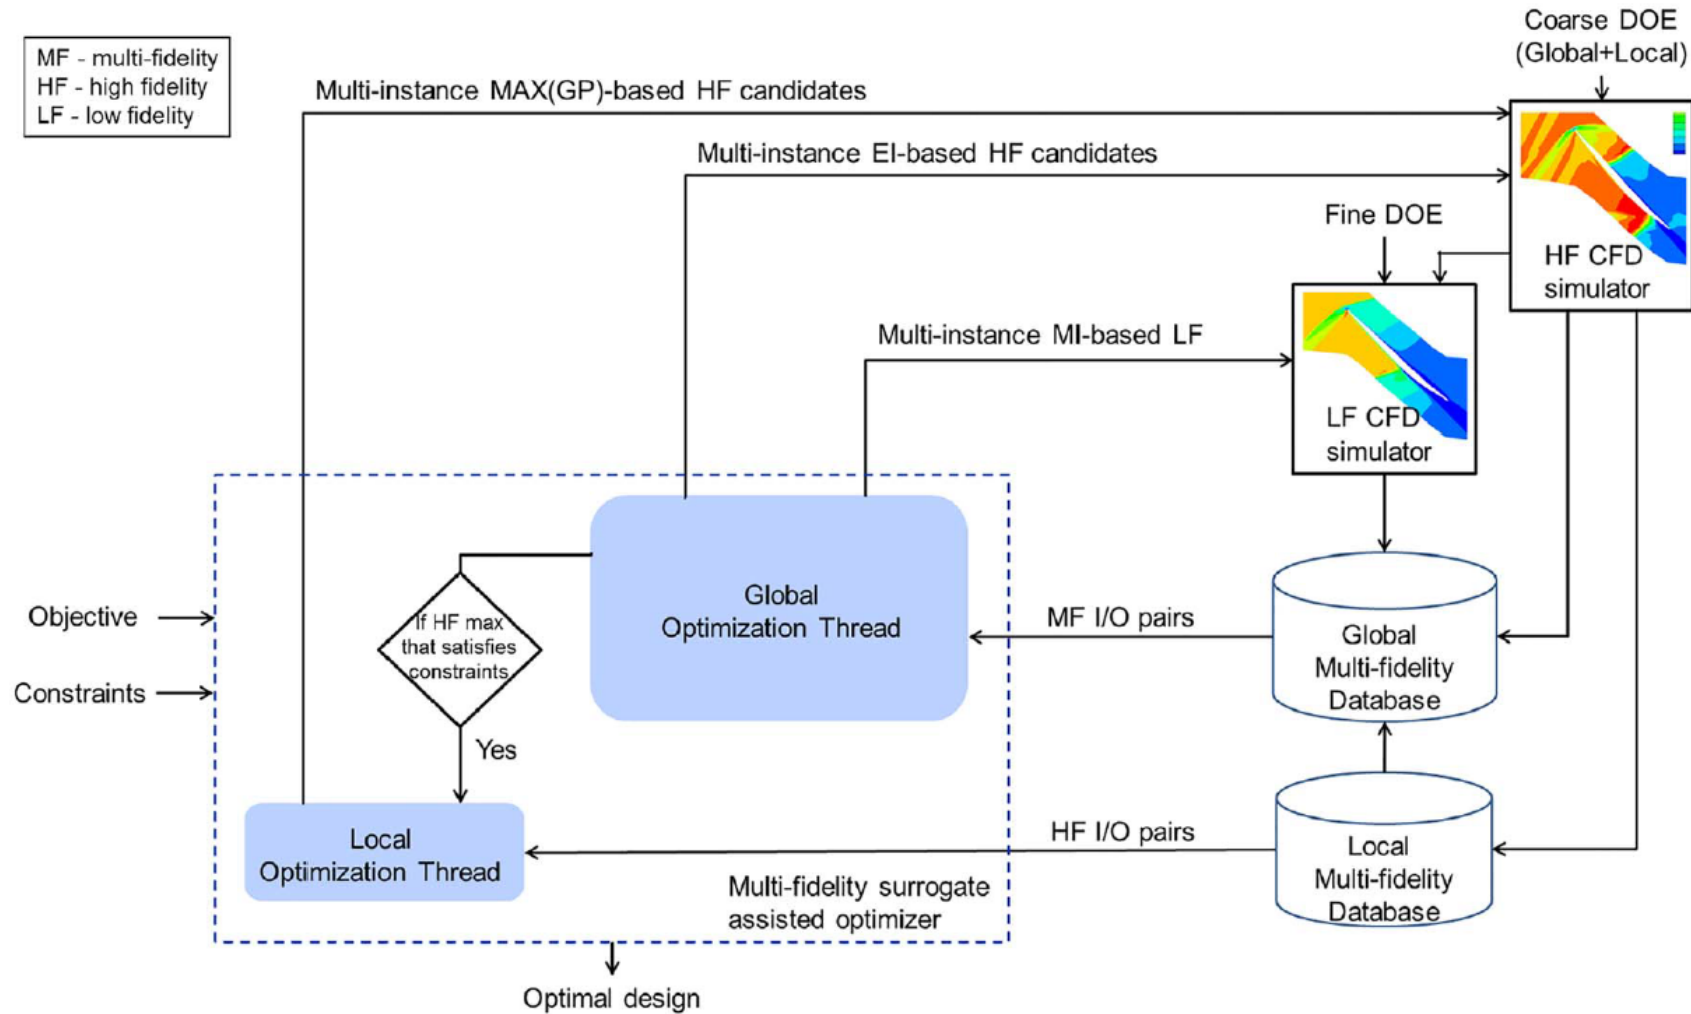 Coarse DOE
(Global+Local)
MF - multi-fidelity
HF - high fidelity
LF - low fidelity
Multi-instance MAX(GP)-based HF candidates
Multi-instance EI-based HF candidates
Fine DOE
HF CFD
simulator
Multi-instance MI-based LF
LF CFD
simulator
Objective
Constraints
If HF max
that satisfies
constraints
Yes
Global
Optimization Thread
MF I/O pairs
Global
Multi-fidelity
Database
Local
Optimization Thread
HF I/O pairs
Local
Multi-fidelity
Database
Multi-fidelity surrogate
assisted optimizer
Optimal design